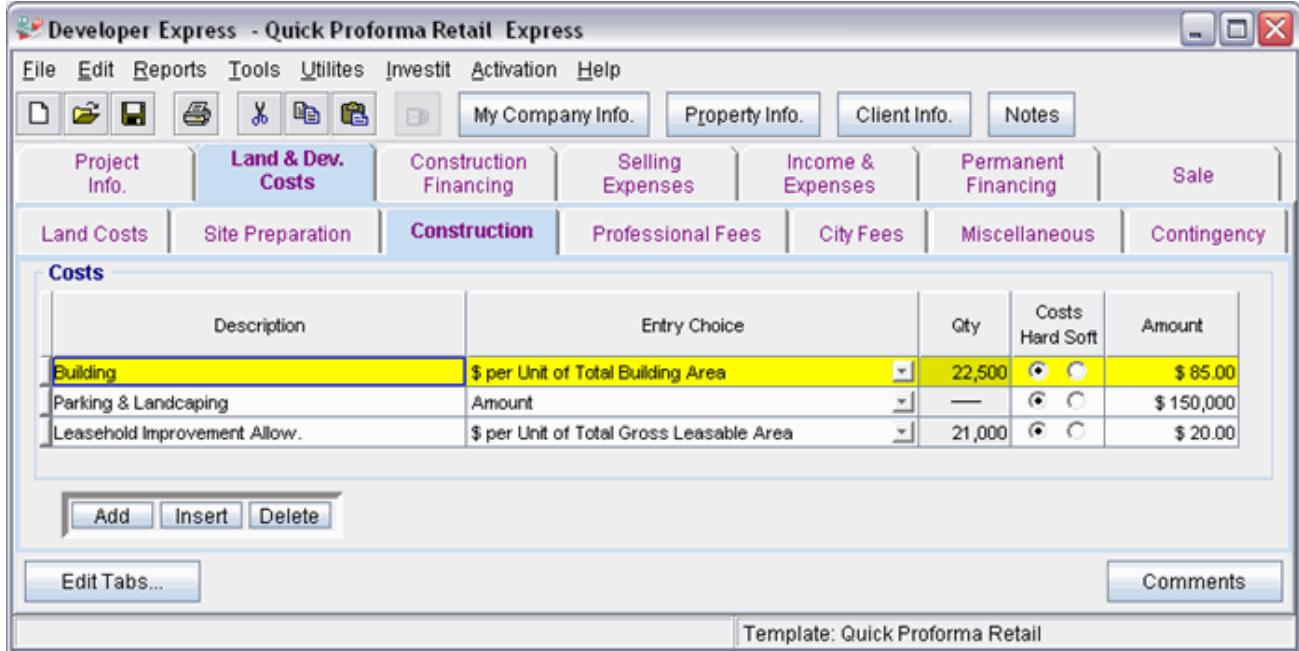 Developer Express - Quick Proforma Retail Express
File Edit Reports Tools Utilites Investit Activation Help
My Company Info. Property Info. Client Info. Notes
Project Info. Land & Dev. Costs Construction Financing Selling Expenses Income & Expenses Permanent Financing Sale
Land Costs Site Preparation Construction Professional Fees City Fees Miscellaneous Contingency
Costs
Description Entry Choice Qty Costs Hard Soft Amount
Building $ per Unit of Total Building Area 22,500 $ 85.00
Parking & Landcaping Amount — $ 150,000
Leasehold Improvement Allow. $ per Unit of Total Gross Leasable Area 21,000 $ 20.00
Add Insert Delete
Edit Tabs... Comments
Template: Quick Proforma Retail